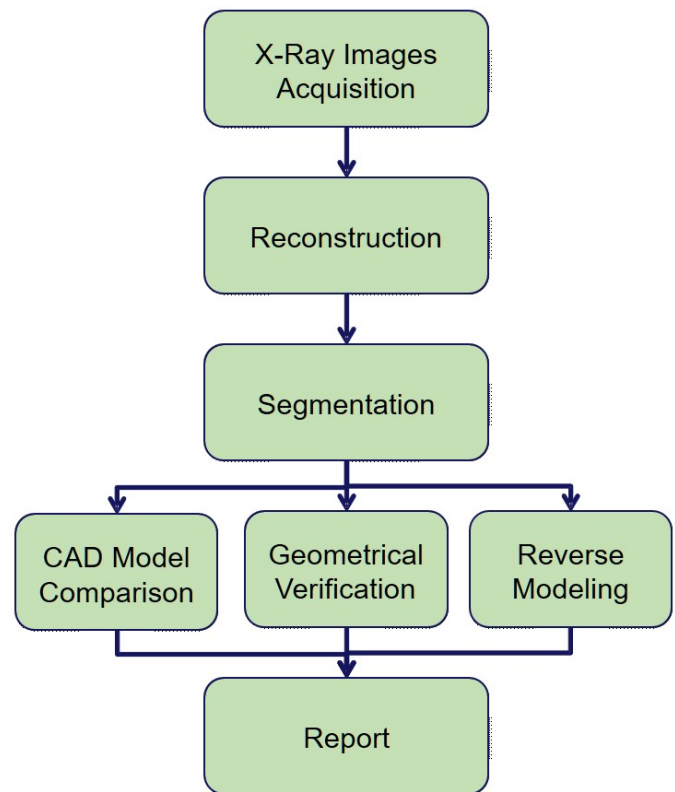 X-Ray Images
Acquisition
Reconstruction
Segmentation
CAD Model
Comparison
Geometrical
Verification
Reverse
Modeling
Report